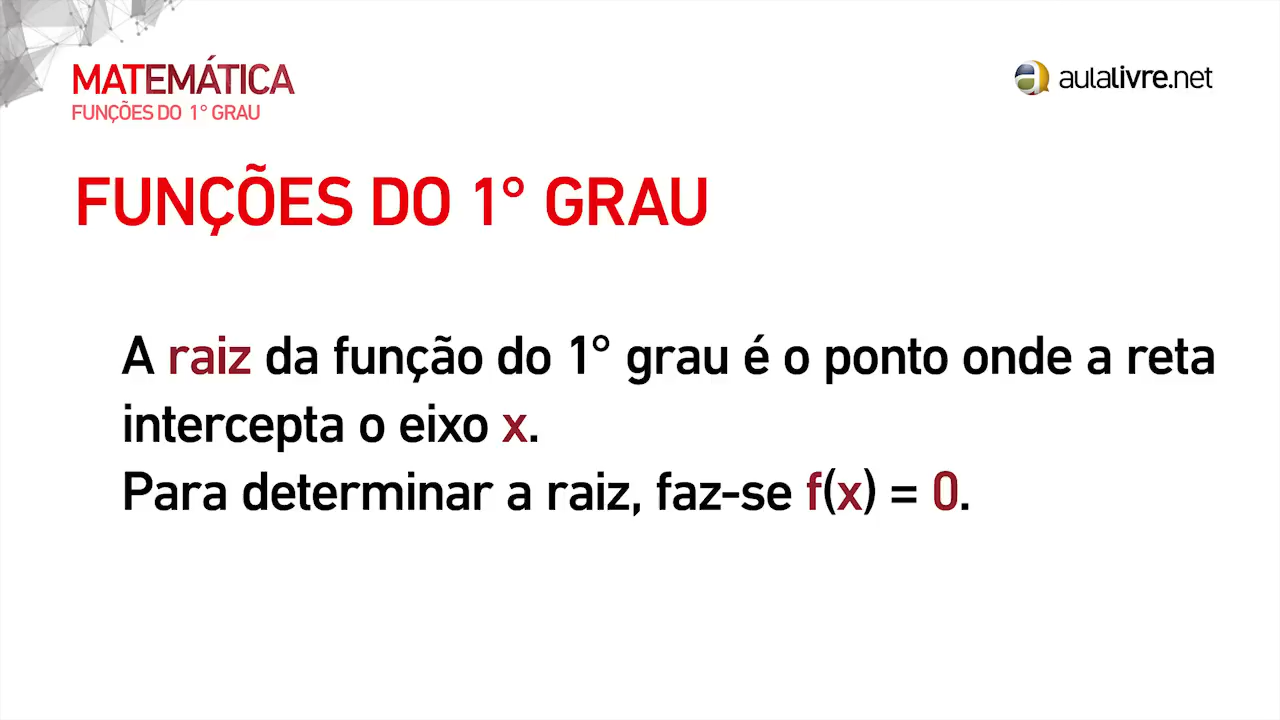 MATEMÁTICA
FUNÇÕES DO 1° GRAU
aulalivre.net
FUNÇÕES DO 1° GRAU
A raiz da função do 1° grau é o ponto onde a reta
intercepta o eixo x.
Para determinar a raiz, faz-se f(x) = 0.